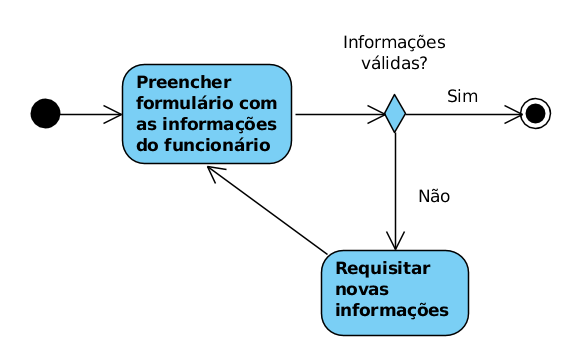 Informações
válidas?
Preencher
formulário com
as informações
do funcionário
Sim
Não
Requisitar
novas
informações